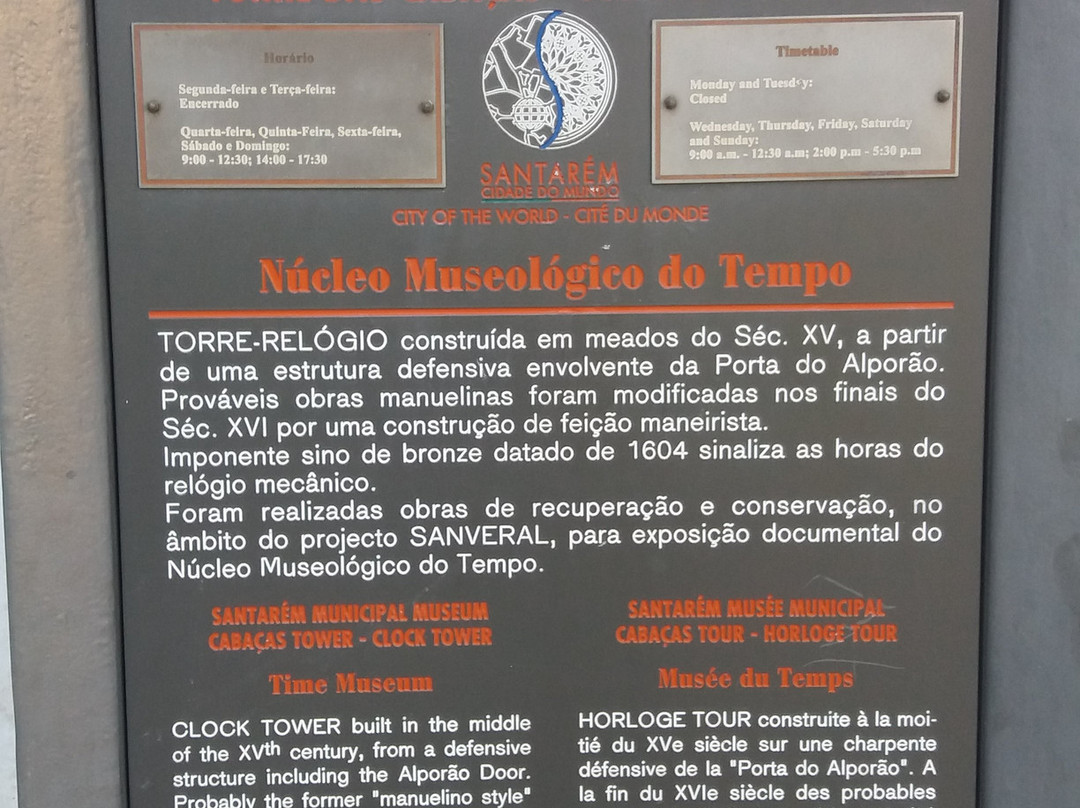 Horário
Segunda-feira e Terça-feira:
Encerrado
Quarta-feira, Quinta-Feira, Sexta-feira,
Sábado e Domingo:
9:00 - 12:30; 14:00 - 17:30
SANTARÉM
CIDADE DO MUNDO
CITY OF THE WORLD - CITÉ DU MONDE
Timetable
Monday and Tuesday:
Closed
Wednesday, Thursday, Friday, Saturday
and Sunday:
9:00 a.m. - 12:30 a.m; 2:00 p.m - 5:30 p.m
Núcleo Museológico do Tempo
TORRE-RELÓGIO construída em meados do Séc. XV, a partir
de uma estrutura defensiva envolvente da Porta do Alporão.
Prováveis obras manuelinas foram modificadas nos finais do
Séc. XVI por uma construção de feição maneirista.
Imponente sino de bronze datado de 1604 sinaliza as horas do
relógio mecânico.
Foram realizadas obras de recuperação e conservação, no
âmbito do projecto SANVERAL, para exposição documental do
Núcleo Museológico do Tempo.
SANTARÉM MUNICIPAL MUSEUM
CABAÇAS TOWER - CLOCK TOWER
Time Museum
CLOCK TOWER built in the middle
of the XVth century, from a defensive
structure including the Alporão Door.
Probably the former "manuelino style"
SANTARÉM MUSÉE MUNICIPAL
CABAÇAS TOUR - HORLOGE TOUR
Musée du Temps
HORLOGE TOUR construite à la moi-
tié du XVe siècle sur une charpente
défensive de la "Porta do Alporão". A
la fin du XVIe siècle des probables